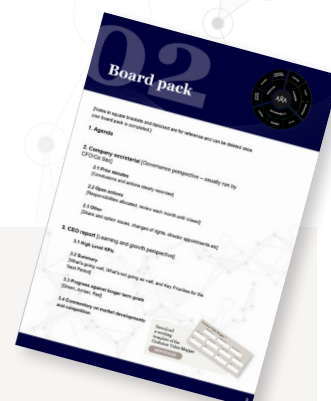 02
Board pack
[Notes in square brackets and italicised are for reference and can be deleted once
your board pack is completed.]
1. Agenda
2. Company secretarial [Governance perspective – usually run by
CFO/Co Sec]
2.1 Prior minutes
[Conclusions and actions clearly recorded]
2.2 Open actions
[Responsibilities allocated, review each month until closed]
2.3 Other
[Share and option issues, changes of rights, director appointments etc]
3. CEO report [Learning and growth perspective]
3.1 High Level KPIs
3.2 Summary
[What's going well, What's not going so well, and Key Priorities for the
Next Period]
3.3 Progress against longer term goals
[Green, Amber, Red]
3.4 Commentary on market developments
and competition
Download
a working
template of the
Customer Value Mapper